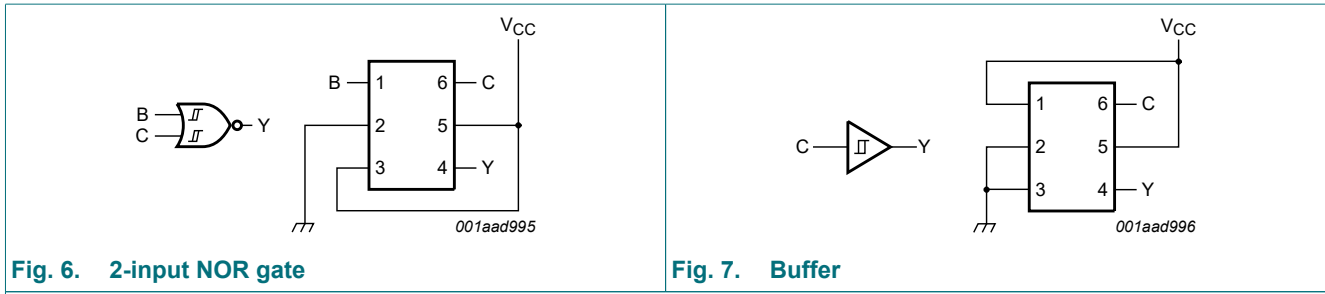 VCC
B 1 6 C
B
C Y
2 5
3 4 Y
001aad995
Fig. 6. 2-input NOR gate
VCC
1 6 C
C Y
2 5
3 4 Y
001aad996
Fig. 7. Buffer